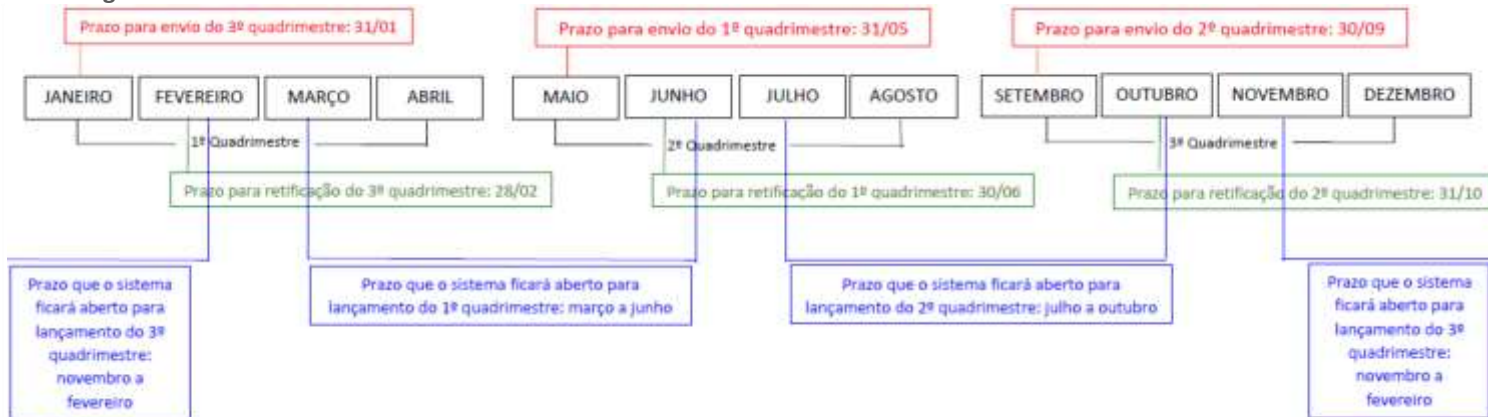 Prazo para envio do 3º quadrimestre: 31/01
Prazo para envio do 1º quadrimestre: 31/05
Prazo para envio do 2º quadrimestre: 30/09
JANEIRO
FEVEREIRO
MARÇO
ABRIL
MAIO
JUNHO
JULHO
AGOSTO
SETEMBRO
OUTUBRO
NOVEMBRO
DEZEMBRO
1º Quadrimestre
2º Quadrimestre
3º Quadrimestre
Prazo para retificação do 3º quadrimestre: 28/02
Prazo para retificação do 1º quadrimestre: 30/06
Prazo para retificação do 2º quadrimestre: 31/10
Prazo que o sistema
ficará aberto para
lançamento do 3º
quadrimestre:
novembro a
fevereiro
Prazo que o sistema ficará aberto para
lançamento do 1º quadrimestre: março a junho
Prazo que o sistema ficará aberto para
lançamento do 2º quadrimestre: julho a outubro
Prazo que o sistema
ficará aberto para
lançamento do 3º
quadrimestre:
novembro a
fevereiro